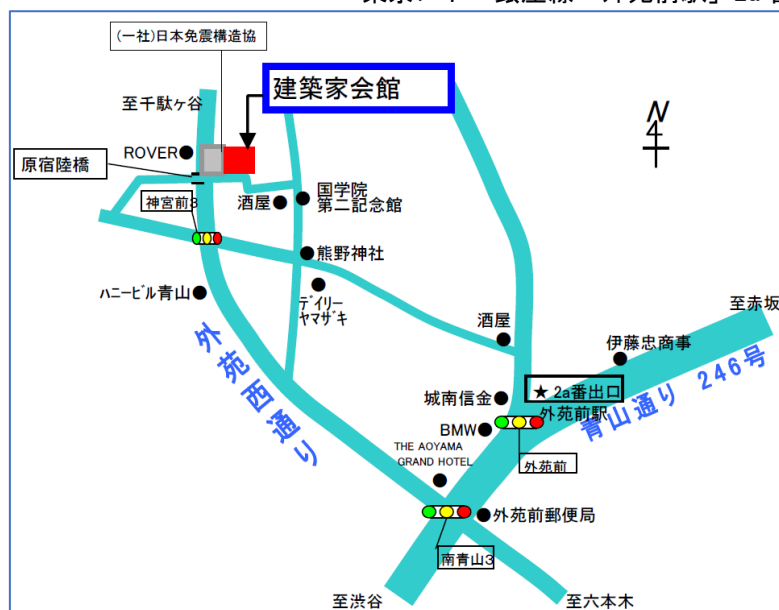 (一社)日本免震構造協
建築家会館
至千駄ヶ谷
N
4
ROVER
原宿陸橋
国学院
第二記念館
酒屋
神宮前3
熊野神社
ハニービル青山
デイリー
ヤマザキ
至赤坂
酒屋
伊藤忠商事
外苑西通り
青山通り 246号
★ 2a番出口
外苑前駅
城南信金
BMW
THE AOYAMA
GRAND HOTEL
外苑前
外苑前郵便局
南青山3
至渋谷
至六本木